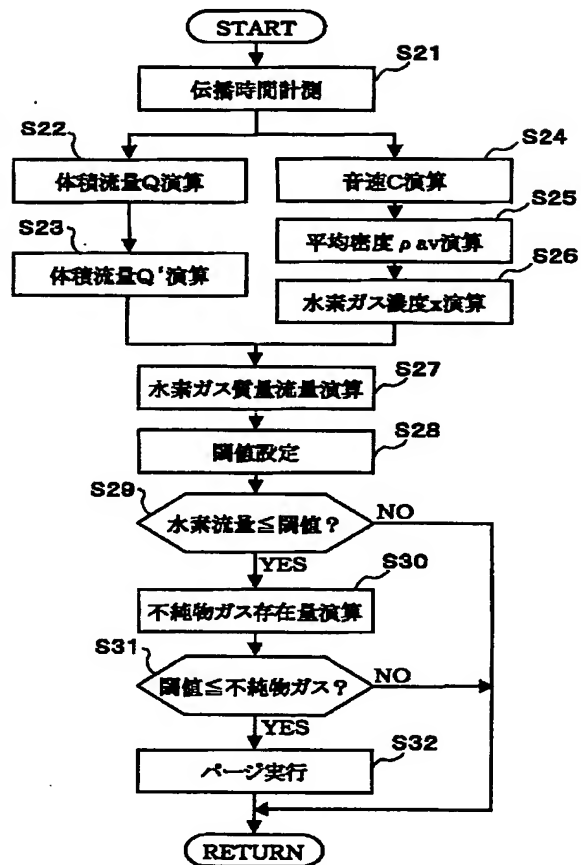 START
S21
伝播時間計測
S22
体積流量Q演算
S24
音速C演算
S23
体積流量Q'演算
S25
平均密度ρav演算
S26
水素ガス濃度x演算
S27
水素ガス質量流量演算
S28
閾値設定
S29
水素流量≦閾値?
NO
YES
S30
不純物ガス存在量演算
S31
閾値≦不純物ガス?
NO
YES
S32
パージ実行
RETURN